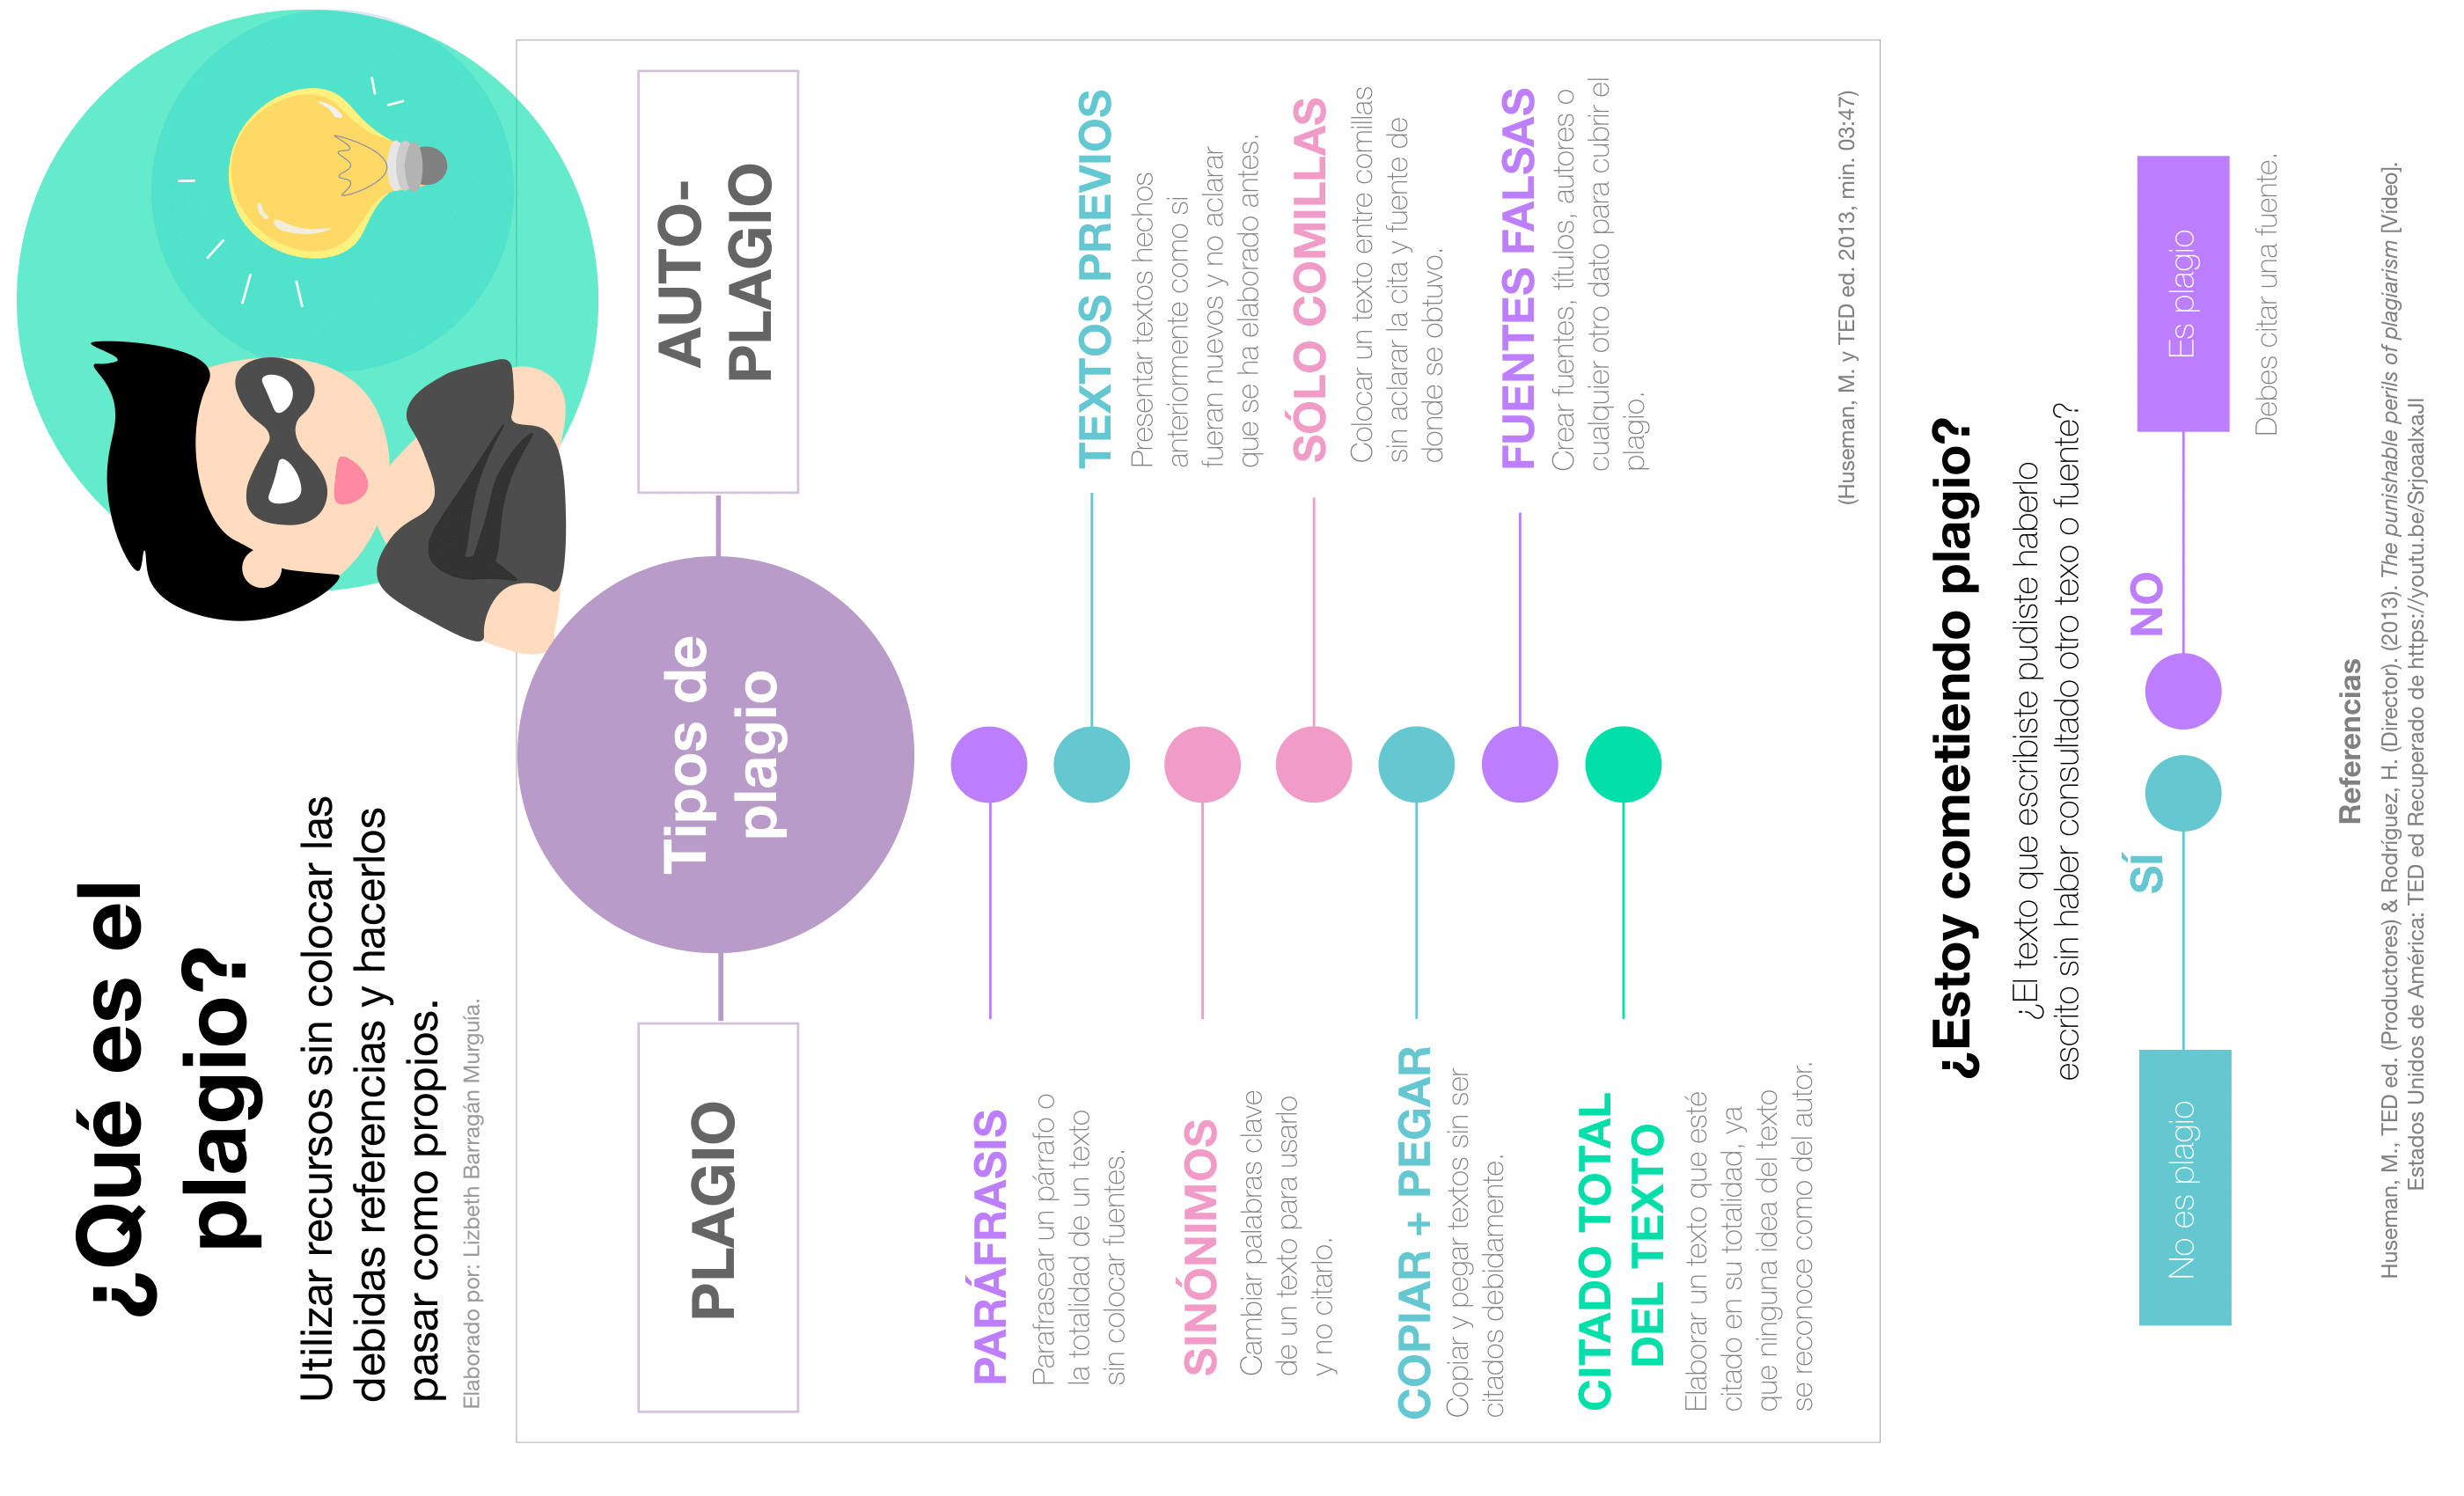 ¿Qué es el
plagio?
Utilizar recursos sin colocar las
debidas referencias y hacerlos
pasar como propios.
Elaborado por: Lizbeth Barragán Murguía.
Tipos de
plagio
PLAGIO
AUTO-
PLAGIO
PARÁFRASIS
Parafrasear un párrafo o
la totalidad de un texto
sin colocar fuentes.
TEXTOS PREVIOS
Presentar textos hechos
anteriormente como si
fueran nuevos y no aclarar
que se ha elaborado antes.
SINÓNIMOS
Cambiar palabras clave
de un texto para usarlo
y no citarlo.
SÓLO COMILLAS
Colocar un texto entre comillas
sin aclarar la cita y fuente de
donde se obtuvo.
COPIAR + PEGAR
Copiar y pegar textos sin ser
citados debidamente.
FUENTES FALSAS
Crear fuentes, títulos, autores o
cualquier otro dato para cubrir el
plagio.
CITADO TOTAL
DEL TEXTO
Elaborar un texto que esté
citado en su totalidad, ya
que ninguna idea del texto
se reconoce como del autor.
(Huseman, M. y TED ed. 2013, min. 03:47)
¿Estoy cometiendo plagio?
¿El texto que escribiste pudiste haberlo
escrito sin haber consultado otro texo o fuente?
SÍ
NO
No es plagio
Es plagio
Debes citar una fuente.
Referencias
Huseman, M., TED ed. (Productores) & Rodríguez, H. (Director). (2013). The punishable perils of plagiarism [Vídeo].
Estados Unidos de América: TED ed Recuperado de https://youtu.be/SrjoaaIxaJI